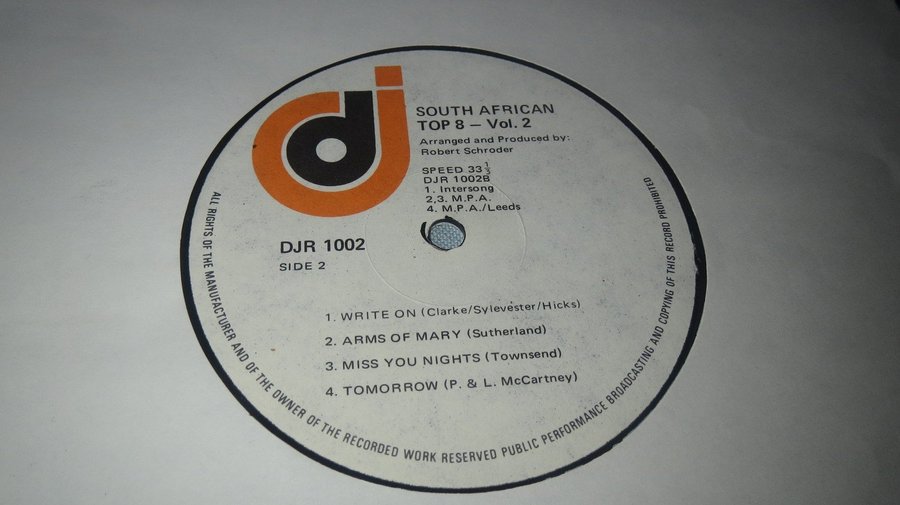 dj
SOUTH AFRICAN
TOP 8 – Vol. 2
Arranged and Produced by:
Robert Schroder
SPEED 33⅓
DJR 1002B
1. Intersong
2,3. M.P.A.
4. M.P.A./Leeds
DJR 1002
SIDE 2
1. WRITE ON (Clarke/Sylevester/Hicks)
2. ARMS OF MARY (Sutherland)
3. MISS YOU NIGHTS (Townsend)
4. TOMORROW (P. & L. McCartney)
ALL RIGHTS OF THE MANUFACTURER AND OF THE OWNER OF THE RECORDED WORK RESERVED PUBLIC PERFORMANCE BROADCASTING AND COPYING OF THIS RECORD PROHIBITED